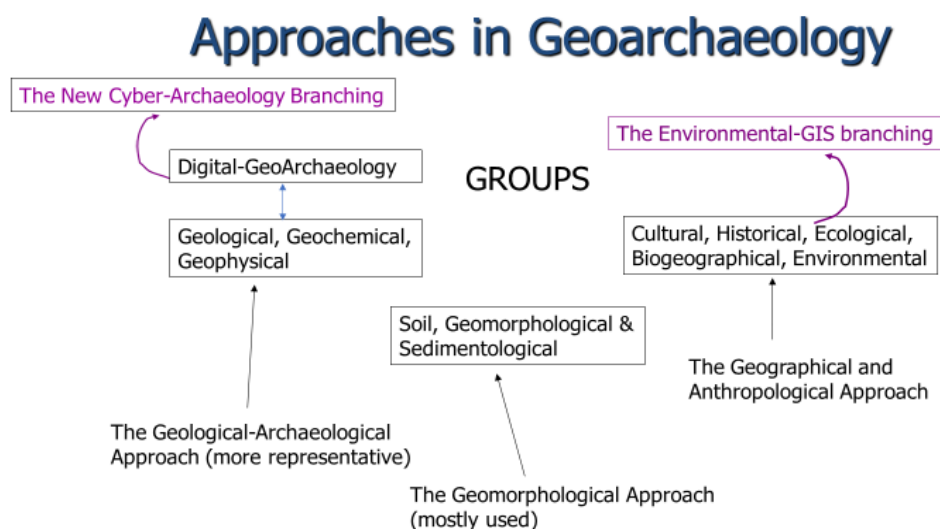 Approaches in Geoarchaeology
The New Cyber-Archaeology Branching
The Environmental-GIS branching
Digital-GeoArchaeology
GROUPS
Geological, Geochemical,
Geophysical
Cultural, Historical, Ecological,
Biogeographical, Environmental
Soil, Geomorphological &
Sedimentological
The Geographical and
Anthropological Approach
The Geological-Archaeological
Approach (more representative)
The Geomorphological Approach
(mostly used)